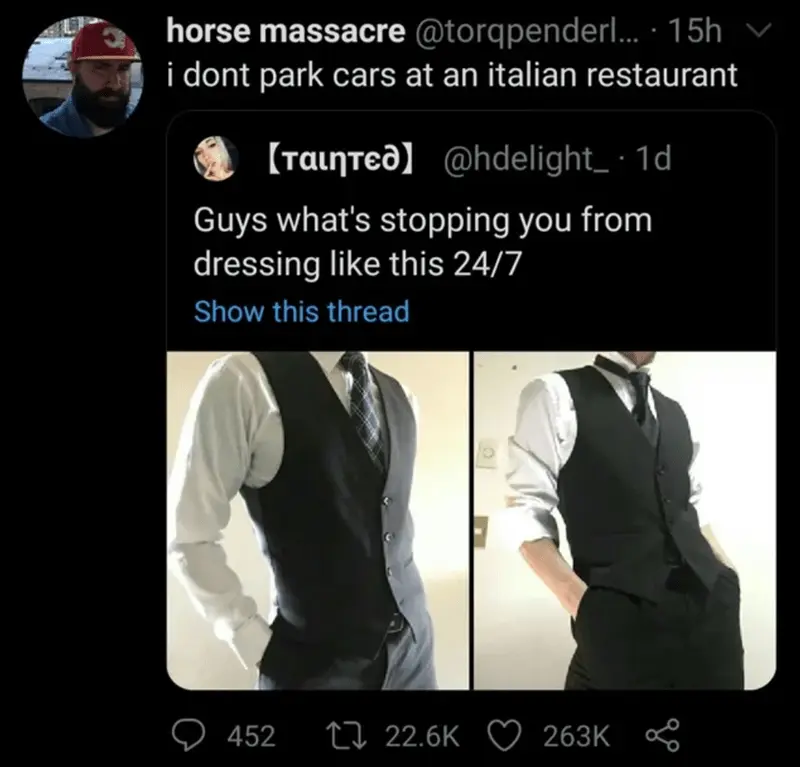 horse massacre @torqpenderl... · 15h
i dont park cars at an italian restaurant
【ταιητε∂】 @hdelight_ · 1d
Guys what's stopping you from
dressing like this 24/7
Show this thread
452 22.6K 263K